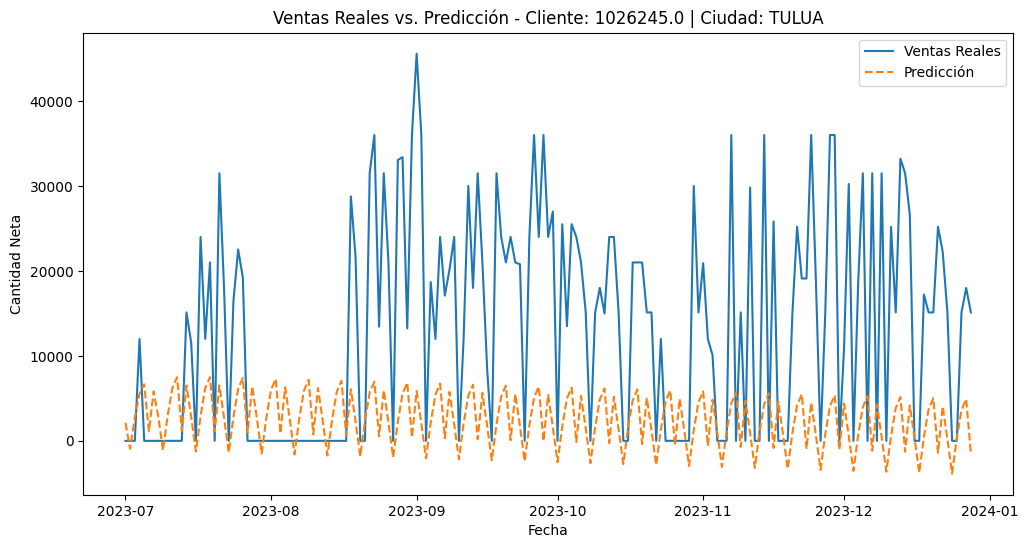 Ventas Reales vs. Predicción - Cliente: 1026245.0 | Ciudad: TULUA
Ventas Reales
Predicción
Cantidad Neta
40000
30000
20000
10000
0
2023-07
2023-08
2023-09
2023-10
2023-11
2023-12
2024-01
Fecha